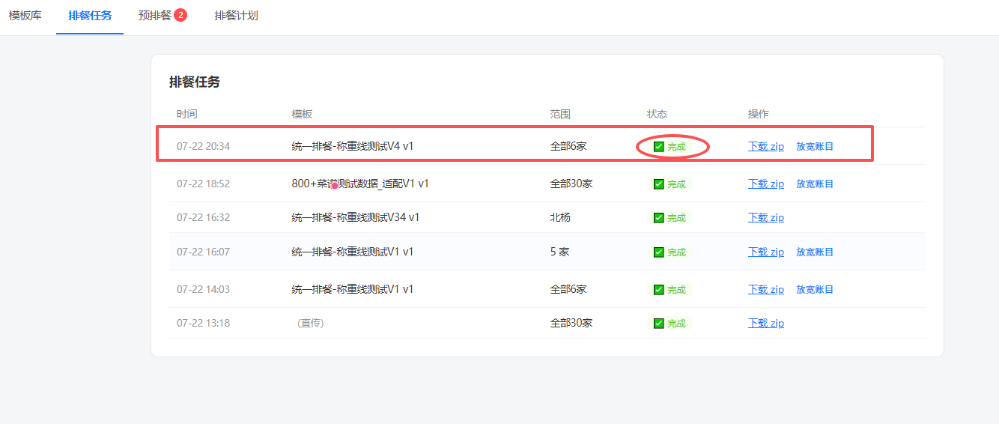 模板库 排餐任务 预排餐 2 排餐计划
排餐任务
时间 模板 范围 状态 操作
07-22 20:34 统一排餐-称重线测试V4 v1 全部6家 完成 下载 zip 放宽账目
07-22 18:52 800+菜谱测试数据_适配V1 v1 全部30家 完成 下载 zip 放宽账目
07-22 16:32 统一排餐-称重线测试V34 v1 北杨 完成 下载 zip
07-22 16:07 统一排餐-称重线测试V1 v1 5 家 完成 下载 zip 放宽账目
07-22 14:03 统一排餐-称重线测试V1 v1 全部6家 完成 下载 zip 放宽账目
07-22 13:18 （直传） 全部30家 完成 下载 zip